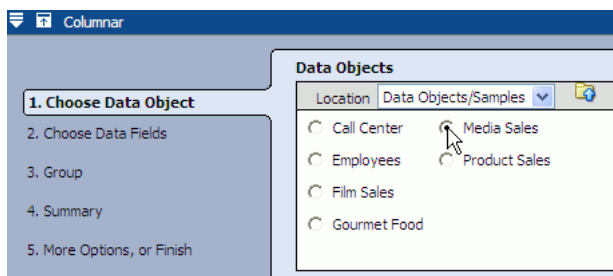 Columnar
Data Objects
Location Data Objects/Samples
1. Choose Data Object
2. Choose Data Fields
3. Group
4. Summary
5. More Options, or Finish
Call Center Media Sales
Employees Product Sales
Film Sales
Gourmet Food